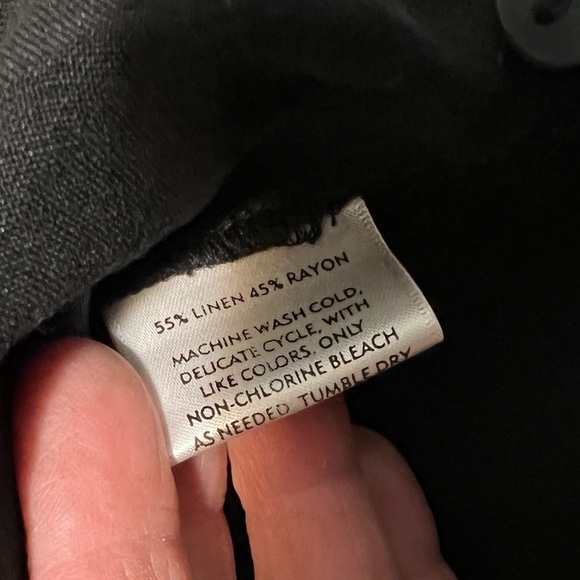 55% LINEN 45% RAYON
MACHINE WASH COLD,
DELICATE CYCLE, WITH
LIKE COLORS. ONLY
NON-CHLORINE BLEACH
AS NEEDED TUMBLE DRY